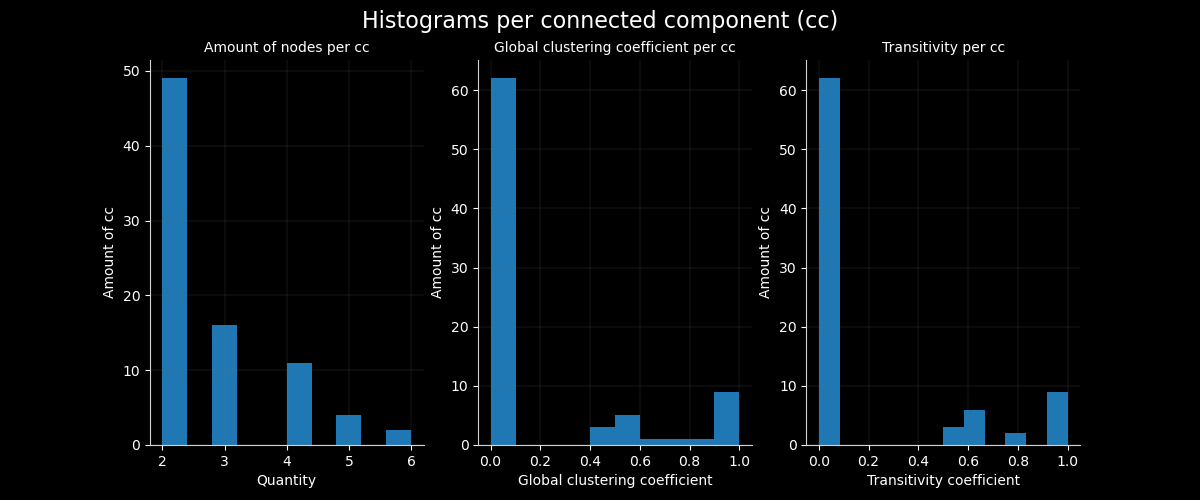 Histograms per connected component (cc)
Amount of nodes per cc
Amount of cc
50
40
30
20
10
0
2 3 4 5 6
Quantity
Global clustering coefficient per cc
Amount of cc
60
50
40
30
20
10
0
0.0 0.2 0.4 0.6 0.8 1.0
Global clustering coefficient
Transitivity per cc
Amount of cc
60
50
40
30
20
10
0
0.0 0.2 0.4 0.6 0.8 1.0
Transitivity coefficient